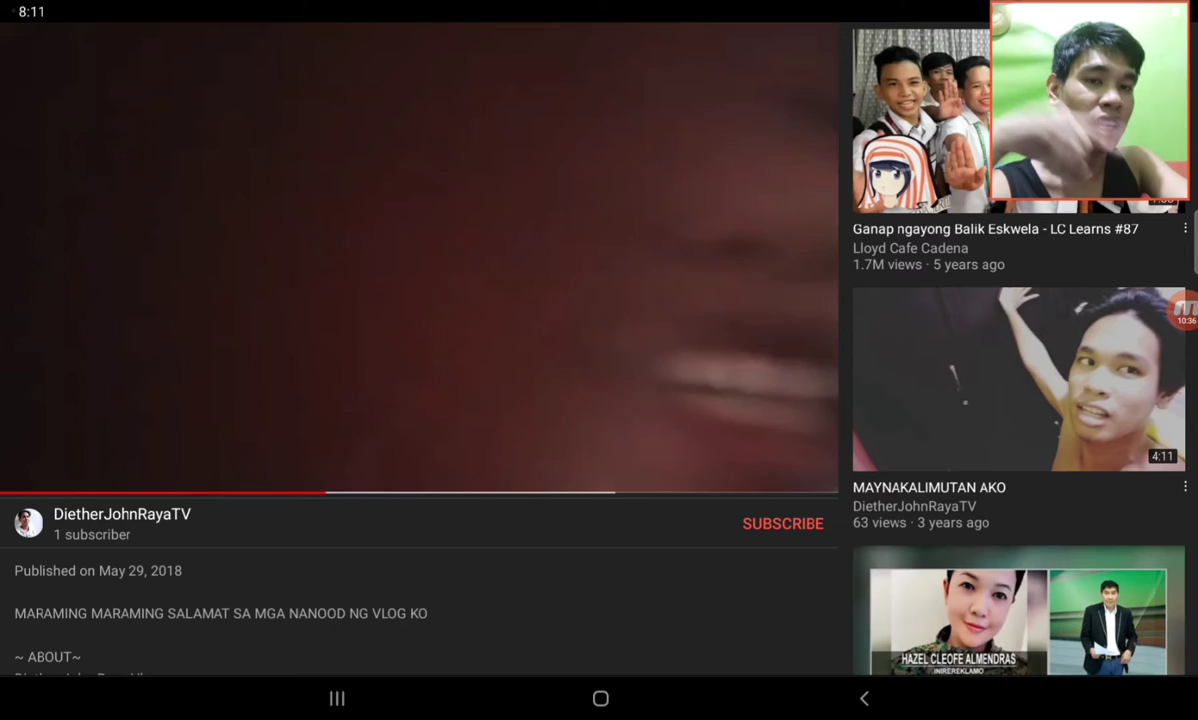 8:11
DietherJohnRayaTV
1 subscriber
SUBSCRIBE
Published on May 29, 2018
MARAMING MARAMING SALAMAT SA MGA NANOOD NG VLOG KO
~ ABOUT~
Ganap ngayong Balik Eskwela - LC Learns #87
Lloyd Cafe Cadena
1.7M views · 5 years ago
10:36
4:11
MAYNAKALIMUTAN AKO
DietherJohnRayaTV
63 views · 3 years ago
HAZEL CLEOFE ALMENDRAS
INIREREKLAMO